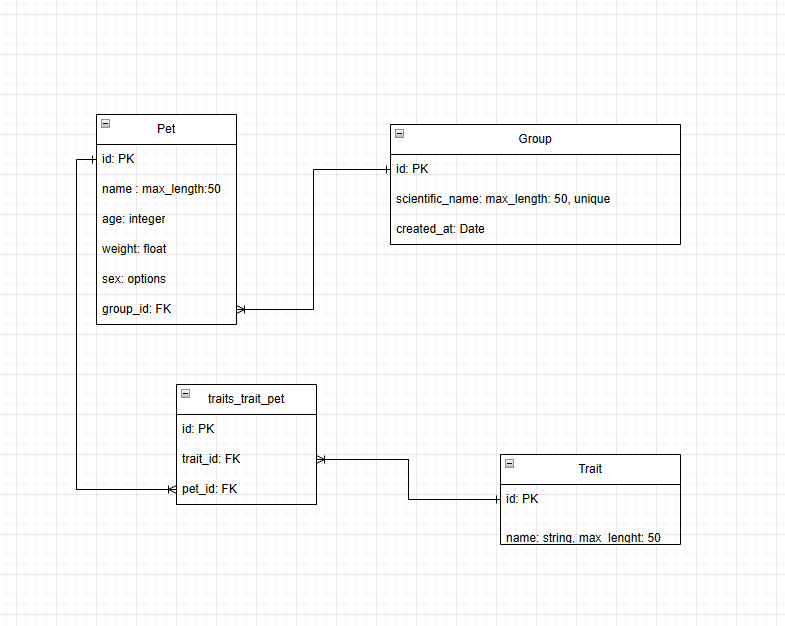 Pet
id: PK
name : max_length:50
age: integer
weight: float
sex: options
group_id: FK
Group
id: PK
scientific_name: max_length: 50, unique
created_at: Date
traits_trait_pet
id: PK
trait_id: FK
pet_id: FK
Trait
id: PK
name: string, max_lenght: 50